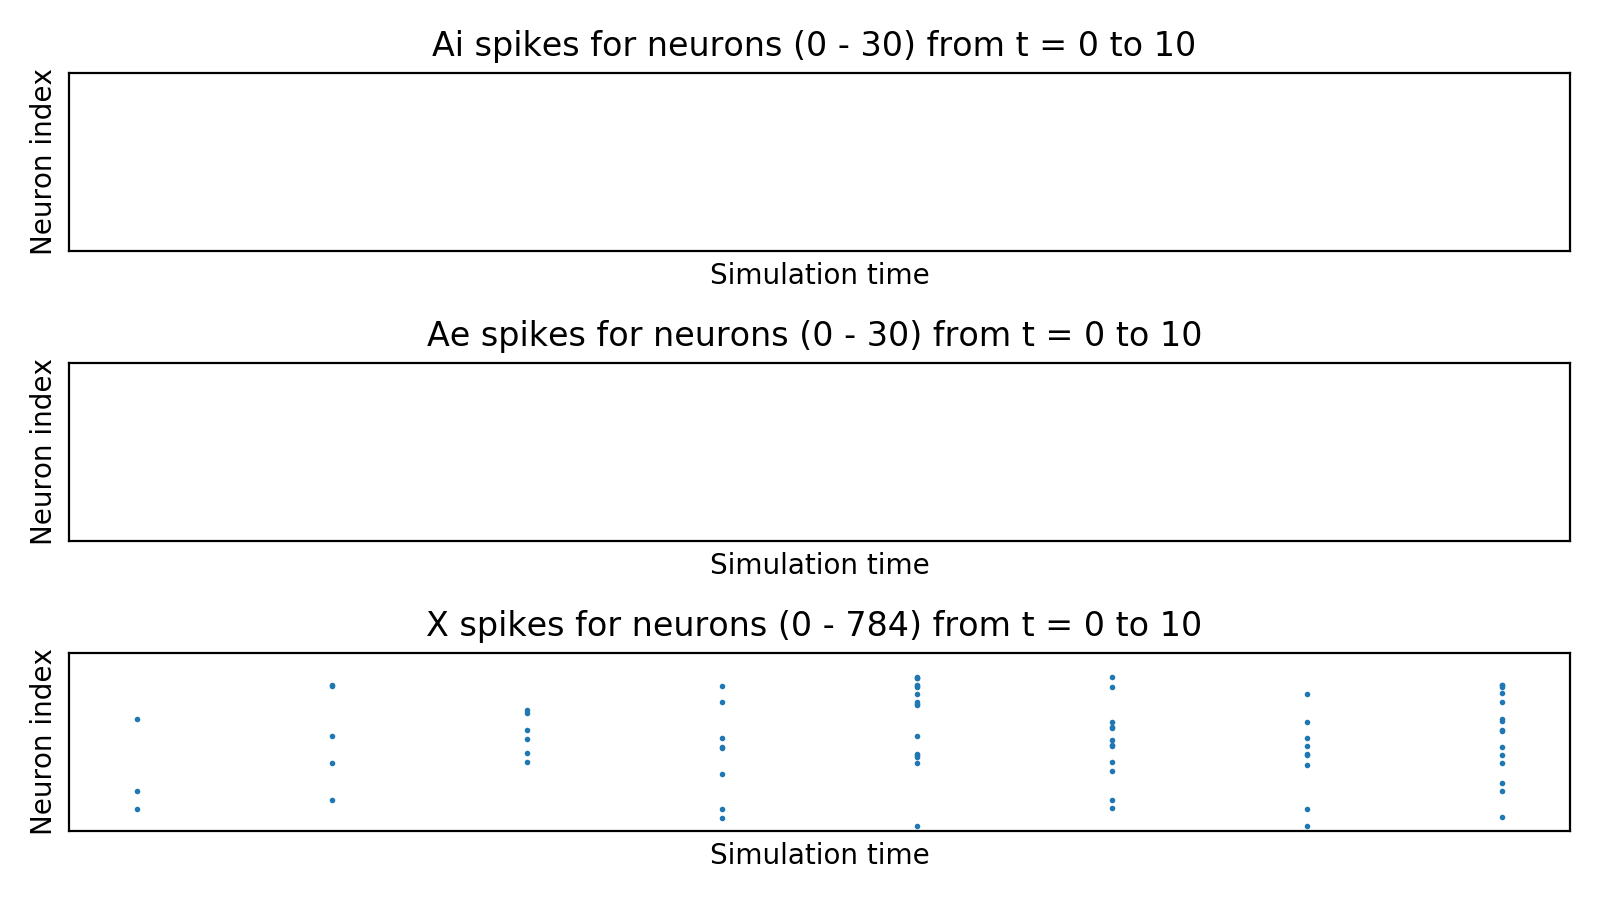 Ai spikes for neurons (0 - 30) from t = 0 to 10
Neuron index
Simulation time
Ae spikes for neurons (0 - 30) from t = 0 to 10
Neuron index
Simulation time
X spikes for neurons (0 - 784) from t = 0 to 10
Neuron index
Simulation time